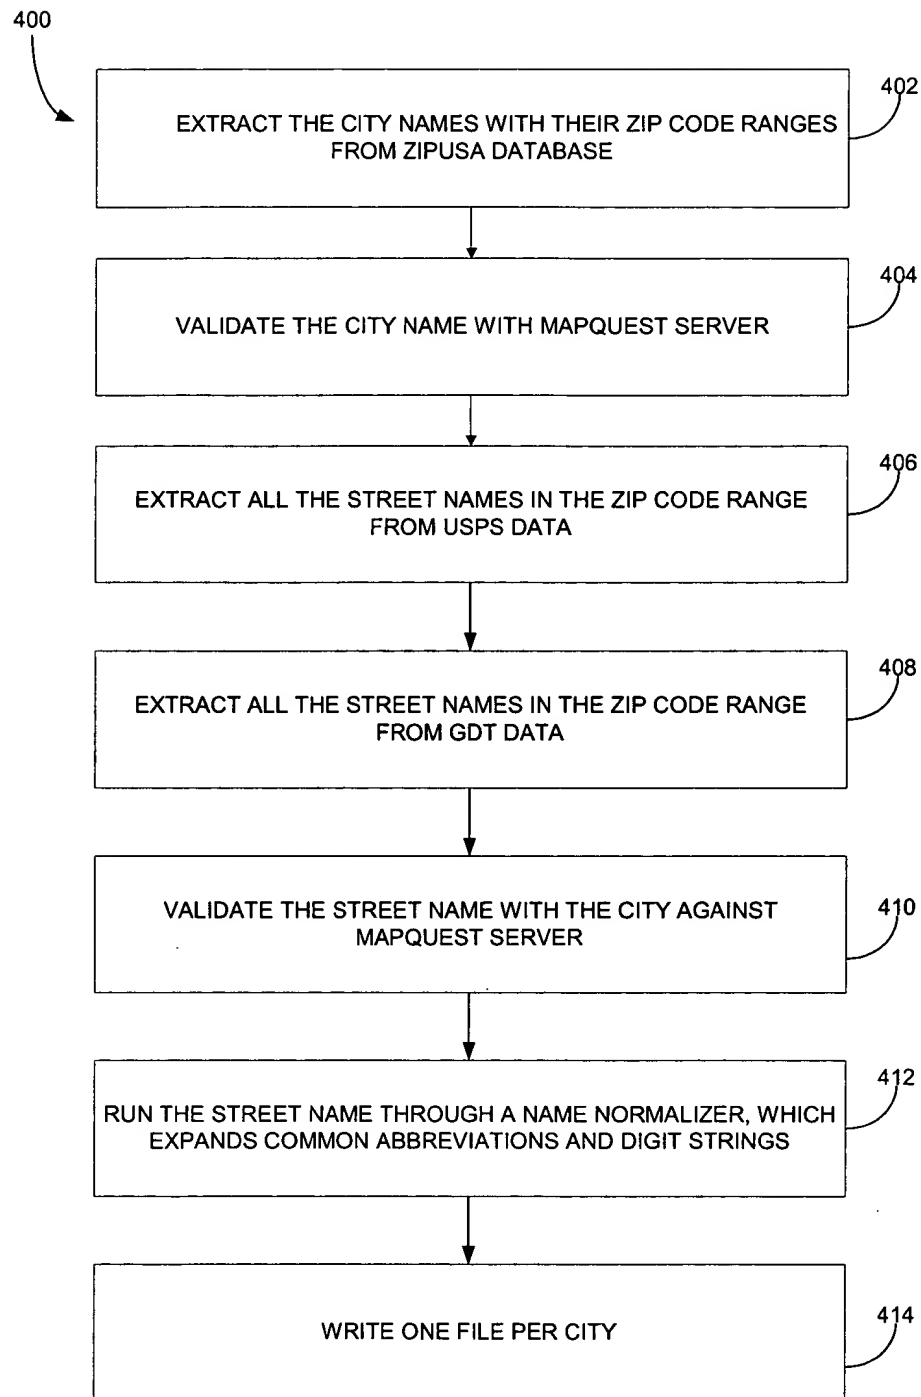 400
EXTRACT THE CITY NAMES WITH THEIR ZIP CODE RANGES
FROM ZIPUSA DATABASE
402
VALIDATE THE CITY NAME WITH MAPQUEST SERVER
404
EXTRACT ALL THE STREET NAMES IN THE ZIP CODE RANGE
FROM USPS DATA
406
EXTRACT ALL THE STREET NAMES IN THE ZIP CODE RANGE
FROM GDT DATA
408
VALIDATE THE STREET NAME WITH THE CITY AGAINST
MAPQUEST SERVER
410
RUN THE STREET NAME THROUGH A NAME NORMALIZER, WHICH
EXPANDS COMMON ABBREVIATIONS AND DIGIT STRINGS
412
WRITE ONE FILE PER CITY
414